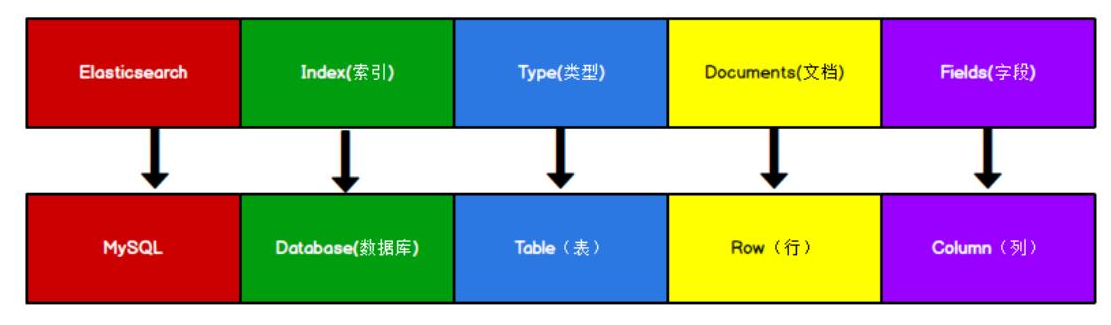 Elasticsearch
Index(索引)
Type(类型)
Documents(文档)
Fields(字段)
MySQL
Database(数据库)
Table（表）
Row（行）
Column（列）